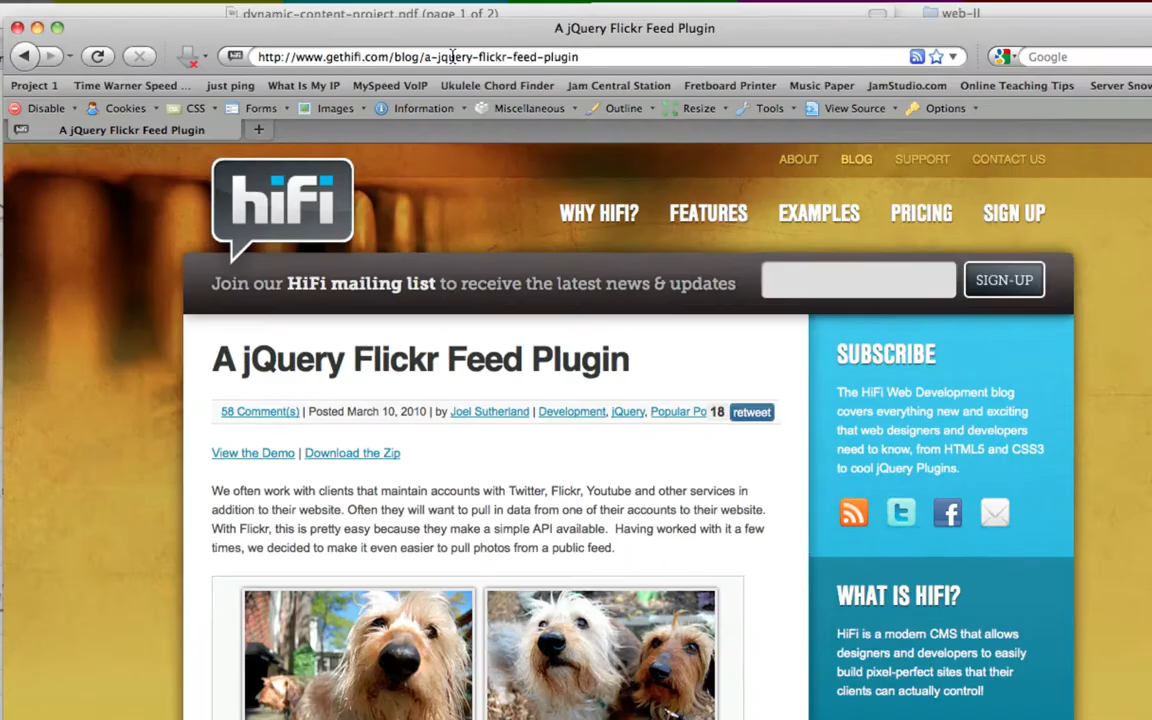 dynamic-content-project.pdf (page 1 of 2)
web-II
A jQuery Flickr Feed Plugin
http://www.gethifi.com/blog/a-jquery-flickr-feed-plugin
Google
Project 1 Time Warner Speed ... just ping What Is My IP MySpeed VoIP Ukulele Chord Finder Jam Central Station Fretboard Printer Music Paper JamStudio.com Online Teaching Tips Server Snow
Disable Cookies CSS Forms Images Information Miscellaneous Outline Resize Tools View Source Options
A jQuery Flickr Feed Plugin
ABOUT BLOG SUPPORT CONTACT US
hifi
WHY HIFI? FEATURES EXAMPLES PRICING SIGN UP
Join our HiFi mailing list to receive the latest news & updates
SIGN-UP
A jQuery Flickr Feed Plugin
58 Comment(s) | Posted March 10, 2010 | by Joel Sutherland | Development, jQuery, Popular Po 18 retweet
View the Demo | Download the Zip
We often work with clients that maintain accounts with Twitter, Flickr, Youtube and other services in
addition to their website. Often they will want to pull in data from one of their accounts to their website.
With Flickr, this is pretty easy because they make a simple API available. Having worked with it a few
times, we decided to make it even easier to pull photos from a public feed.
SUBSCRIBE
The HiFi Web Development blog
covers everything new and exciting
that web designers and developers
need to know, from HTML5 and CSS3
to cool jQuery Plugins.
WHAT IS HIFI?
HiFi is a modern CMS that allows
designers and developers to easily
build pixel-perfect sites that their
clients can actually control!